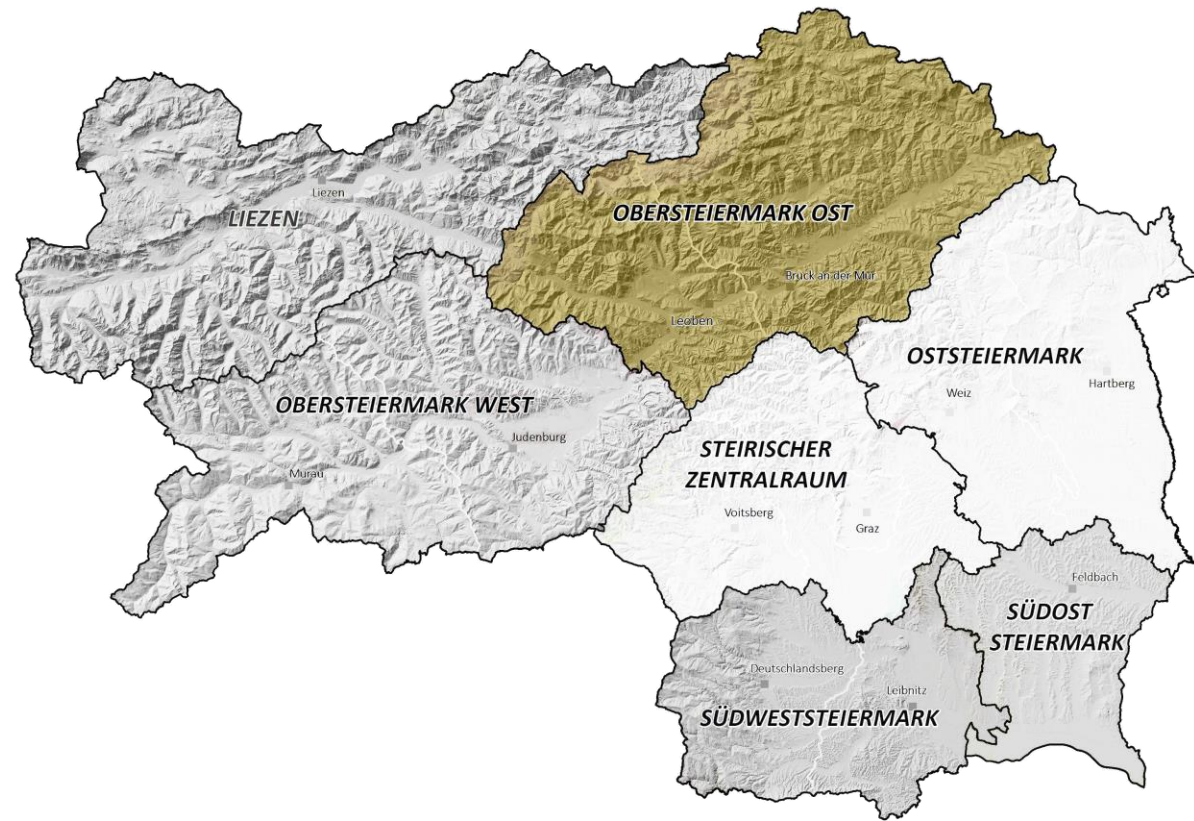 Liezen
LIEZEN
OBERSTEIERMARK OST
Bruck an der Mur
Leoben
OSTSTEIERMARK
Hartberg
Weiz
OBERSTEIERMARK WEST
Judenburg
Murau
STEIRISCHER
ZENTRALRAUM
Voitsberg
Graz
Feldbach
SÜDOST
STEIERMARK
Deutschlandsberg
Leibnitz
SÜDWESTSTEIERMARK